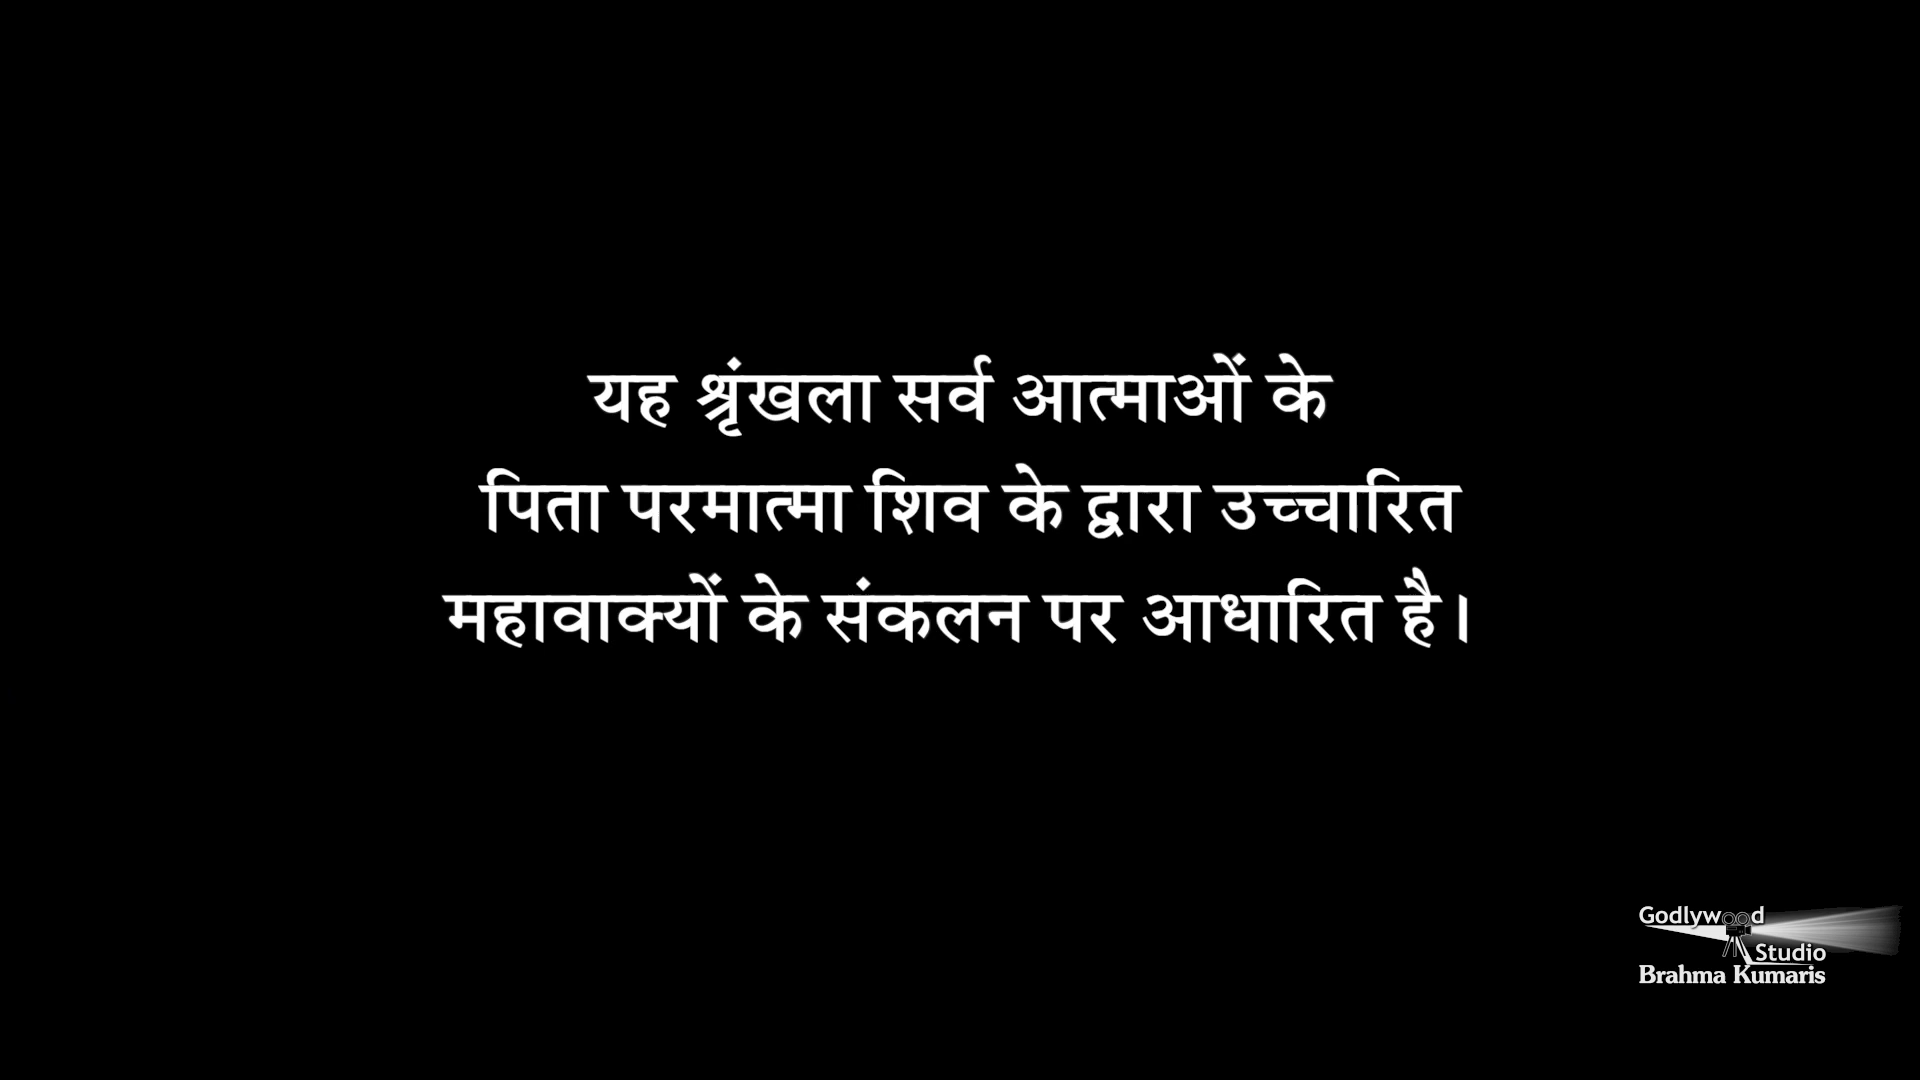 यह श्रृंखला सर्व आत्माओं के
पिता परमात्मा शिव के द्वारा उच्चारित
महावाक्यों के संकलन पर आधारित है।
Godlywood
Studio
Brahma Kumaris